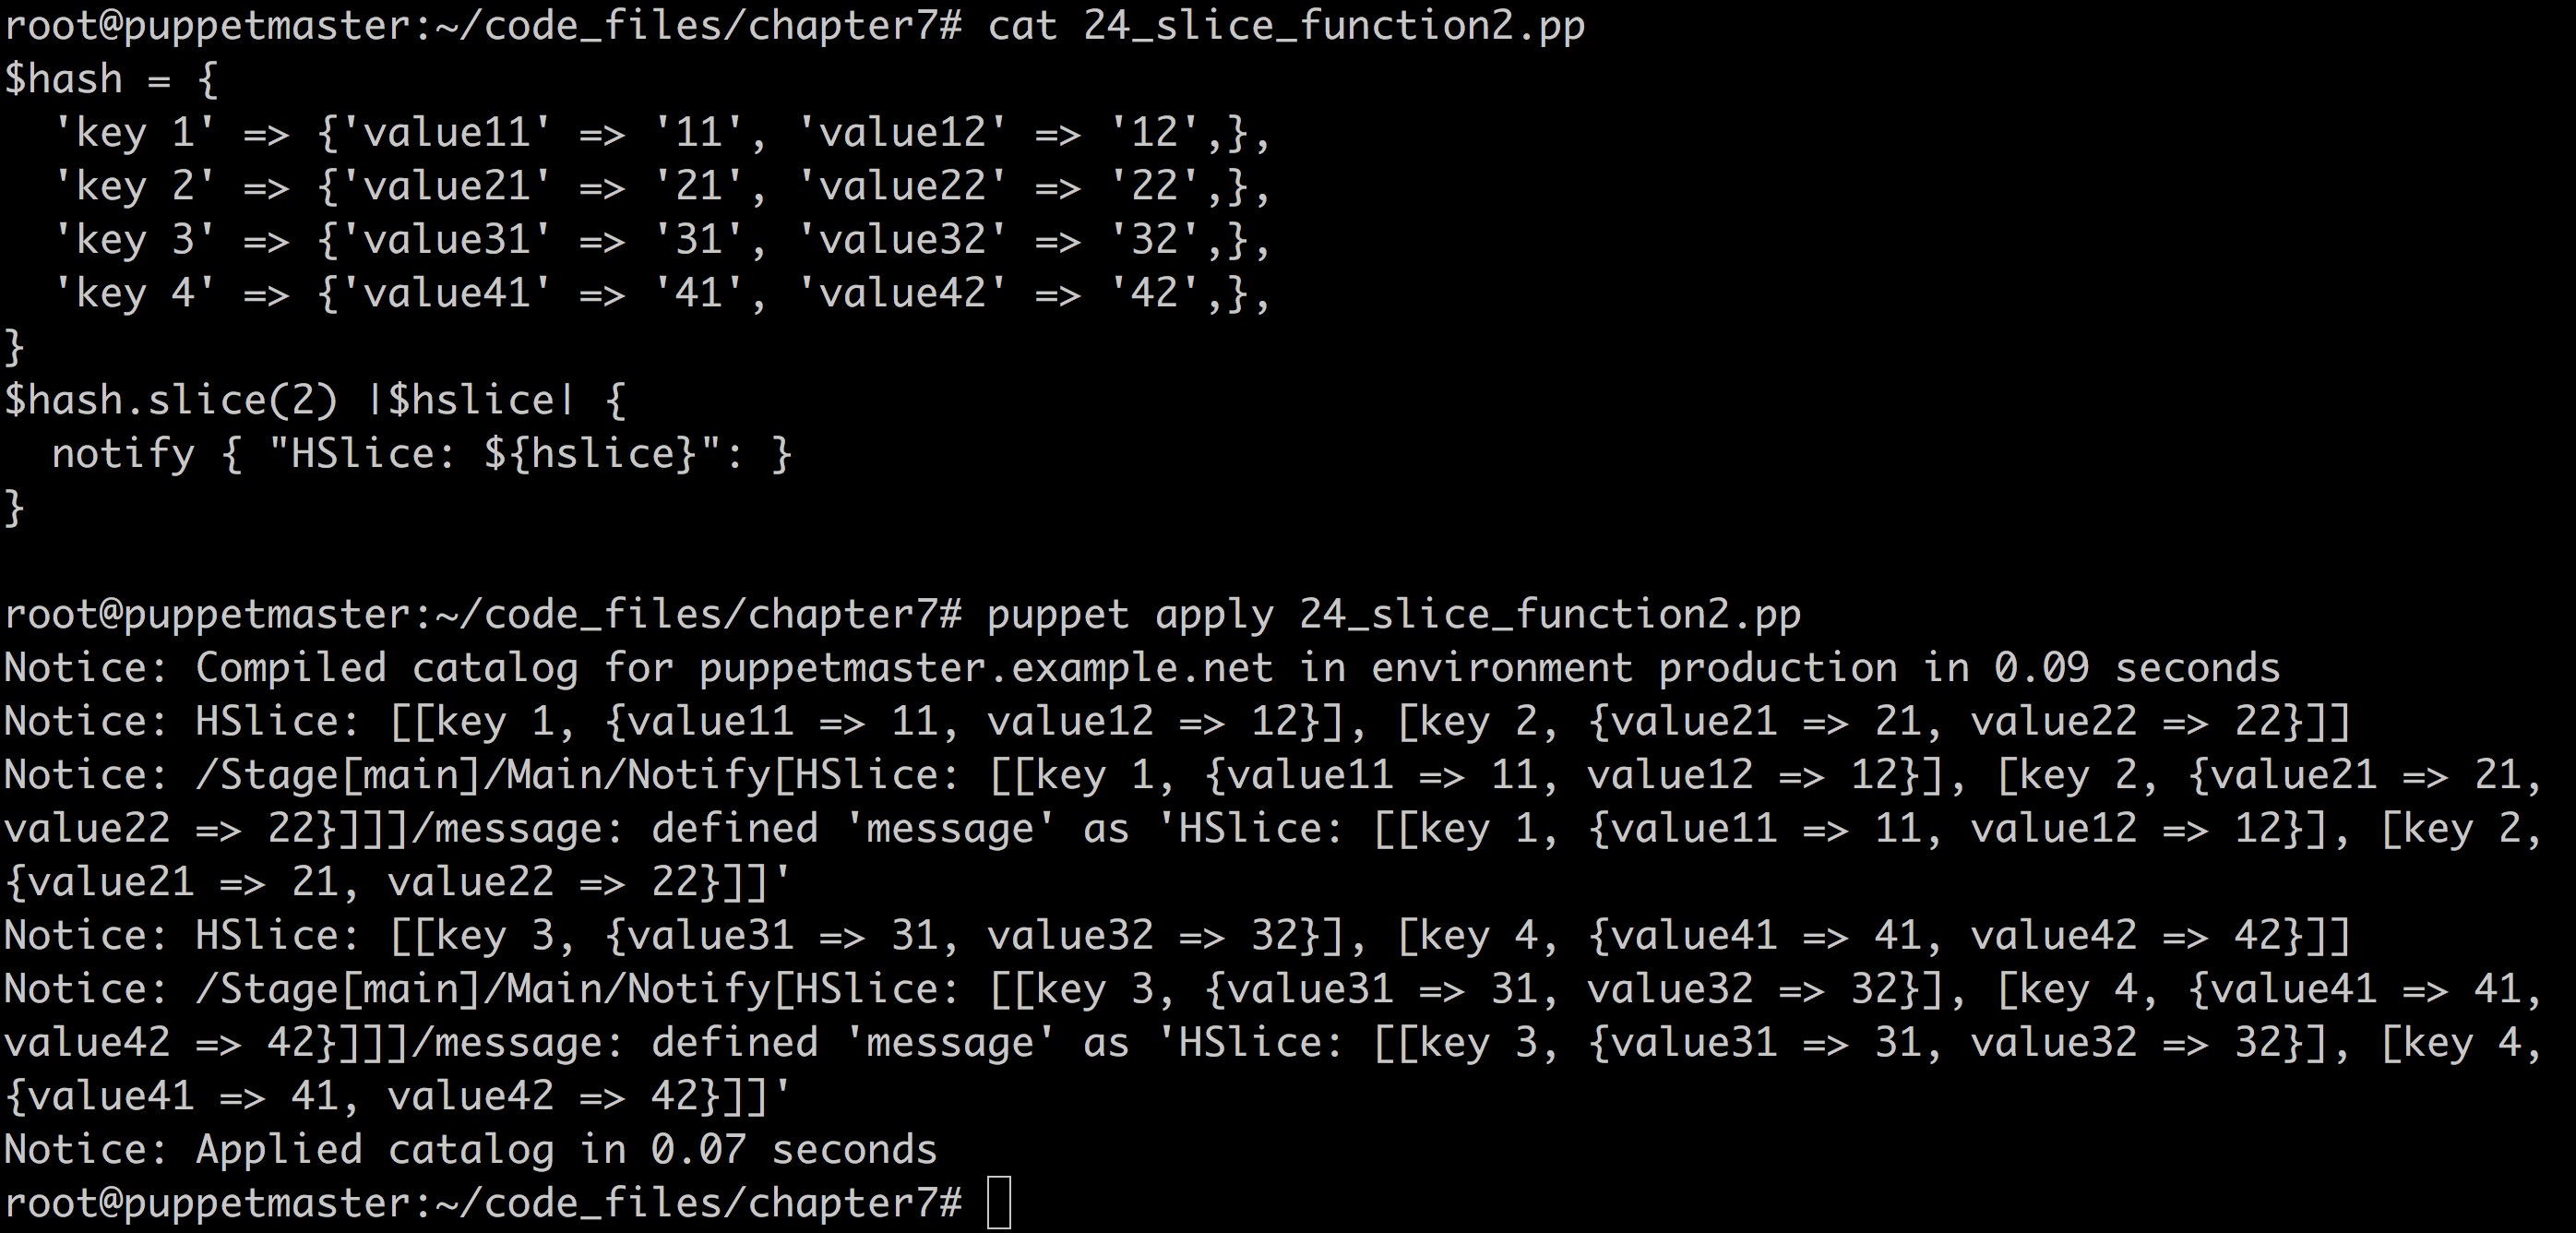 root@puppetmaster:~/code_files/chapter7# cat 24_slice_function2.pp
$hash = {
  'key 1' => {'value11' => '11', 'value12' => '12',},
  'key 2' => {'value21' => '21', 'value22' => '22',},
  'key 3' => {'value31' => '31', 'value32' => '32',},
  'key 4' => {'value41' => '41', 'value42' => '42',},
}
$hash.slice(2) |$hslice| {
  notify { "HSlice: ${hslice}": }
}
root@puppetmaster:~/code_files/chapter7# puppet apply 24_slice_function2.pp
Notice: Compiled catalog for puppetmaster.example.net in environment production in 0.09 seconds
Notice: HSlice: [[key 1, {value11 => 11, value12 => 12}], [key 2, {value21 => 21, value22 => 22}]]
Notice: /Stage[main]/Main/Notify[HSlice: [[key 1, {value11 => 11, value12 => 12}], [key 2, {value21 => 21,
value22 => 22}]]]/message: defined 'message' as 'HSlice: [[key 1, {value11 => 11, value12 => 12}], [key 2,
{value21 => 21, value22 => 22}]]'
Notice: HSlice: [[key 3, {value31 => 31, value32 => 32}], [key 4, {value41 => 41, value42 => 42}]]
Notice: /Stage[main]/Main/Notify[HSlice: [[key 3, {value31 => 31, value32 => 32}], [key 4, {value41 => 41,
value42 => 42}]]]/message: defined 'message' as 'HSlice: [[key 3, {value31 => 31, value32 => 32}], [key 4,
{value41 => 41, value42 => 42}]]'
Notice: Applied catalog in 0.07 seconds
root@puppetmaster:~/code_files/chapter7#